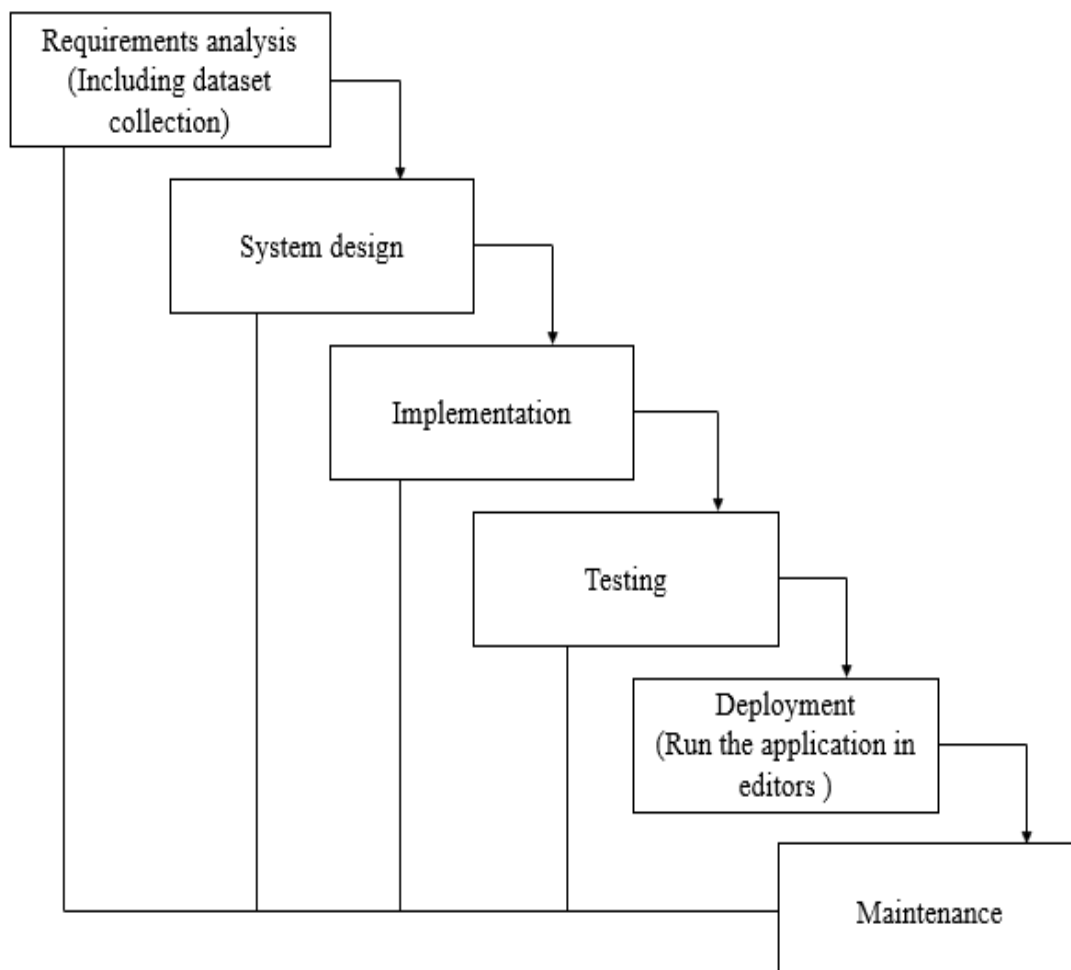 Requirements analysis
(Including dataset
collection)
System design
Implementation
Testing
Deployment
(Run the application in
editors )
Maintenance